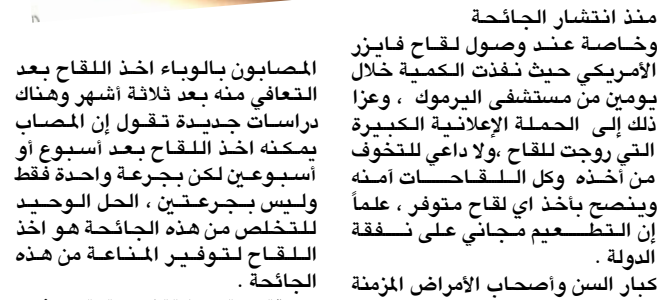 منذ انتشار الجائحة
وخاصة عند وصول لقاح فايزر
الأمريكي حيث نفذت الكمية خلال
يومين من مستشفى اليرموك ، وعزا
ذلك إلى الحملة الإعلانية الكبيرة
التي روجت للقاح ،ولا داعي للتخوف
من أخذه وكل اللقاحات آمنه
وينصح بأخذ اي لقاح متوفر ، علماً
إن التطعيم مجاني على نفقة
الدولة .
كبار السن وأصحاب الأمراض المزمنة
المصابون بالوباء اخذ اللقاح بعد
التعافي منه بعد ثلاثة أشهر وهناك
دراسات جديدة تقول إن المصاب
يمكنه اخذ اللقاح بعد أسبوع أو
أسبوعين لكن بجرعة واحدة فقط
وليس بجرعتين ، الحل الوحيد
للتخلص من هذه الجائحة هو اخذ
اللقاح لتوفير المناعة من هذه
الجائحة .